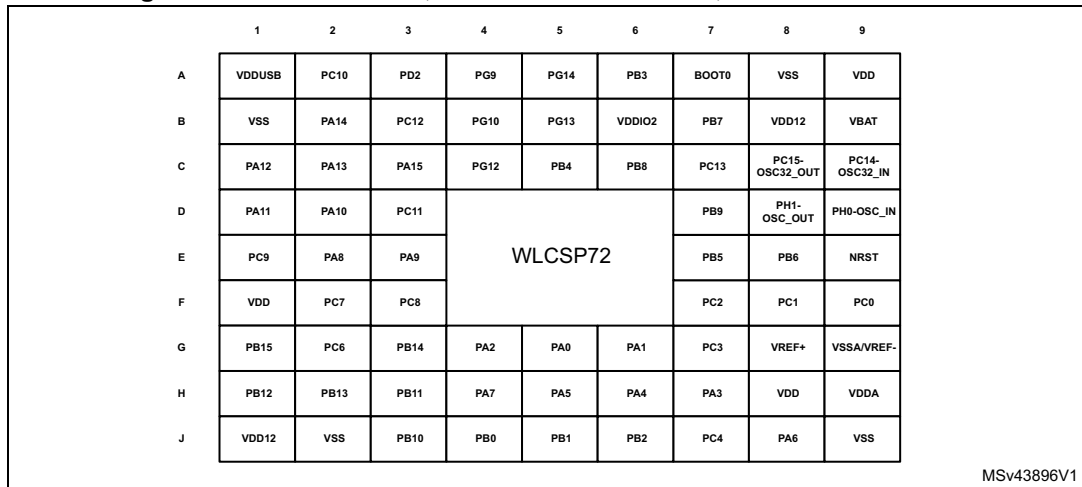 1 2 3 4 5 6 7 8 9
A VDDUSB PC10 PD2 PG9 PG14 PB3 BOOT0 VSS VDD
B VSS PA14 PC12 PG10 PG13 VDDIO2 PB7 VDD12 VBAT
C PA12 PA13 PA15 PG12 PB4 PB8 PC13 PC15-OSC32_OUT PC14-OSC32_IN
D PA11 PA10 PC11 PB9 PH1-OSC_OUT PH0-OSC_IN
E PC9 PA8 PA9 WLCSP72 PB5 PB6 NRST
F VDD PC7 PC8 PC2 PC1 PC0
G PB15 PC6 PB14 PA2 PA0 PA1 PC3 VREF+ VSSA/VREF-
H PB12 PB13 PB11 PA7 PA5 PA4 PA3 VDD VDDA
J VDD12 VSS PB10 PB0 PB1 PB2 PC4 PA6 VSS
MSv43896V1